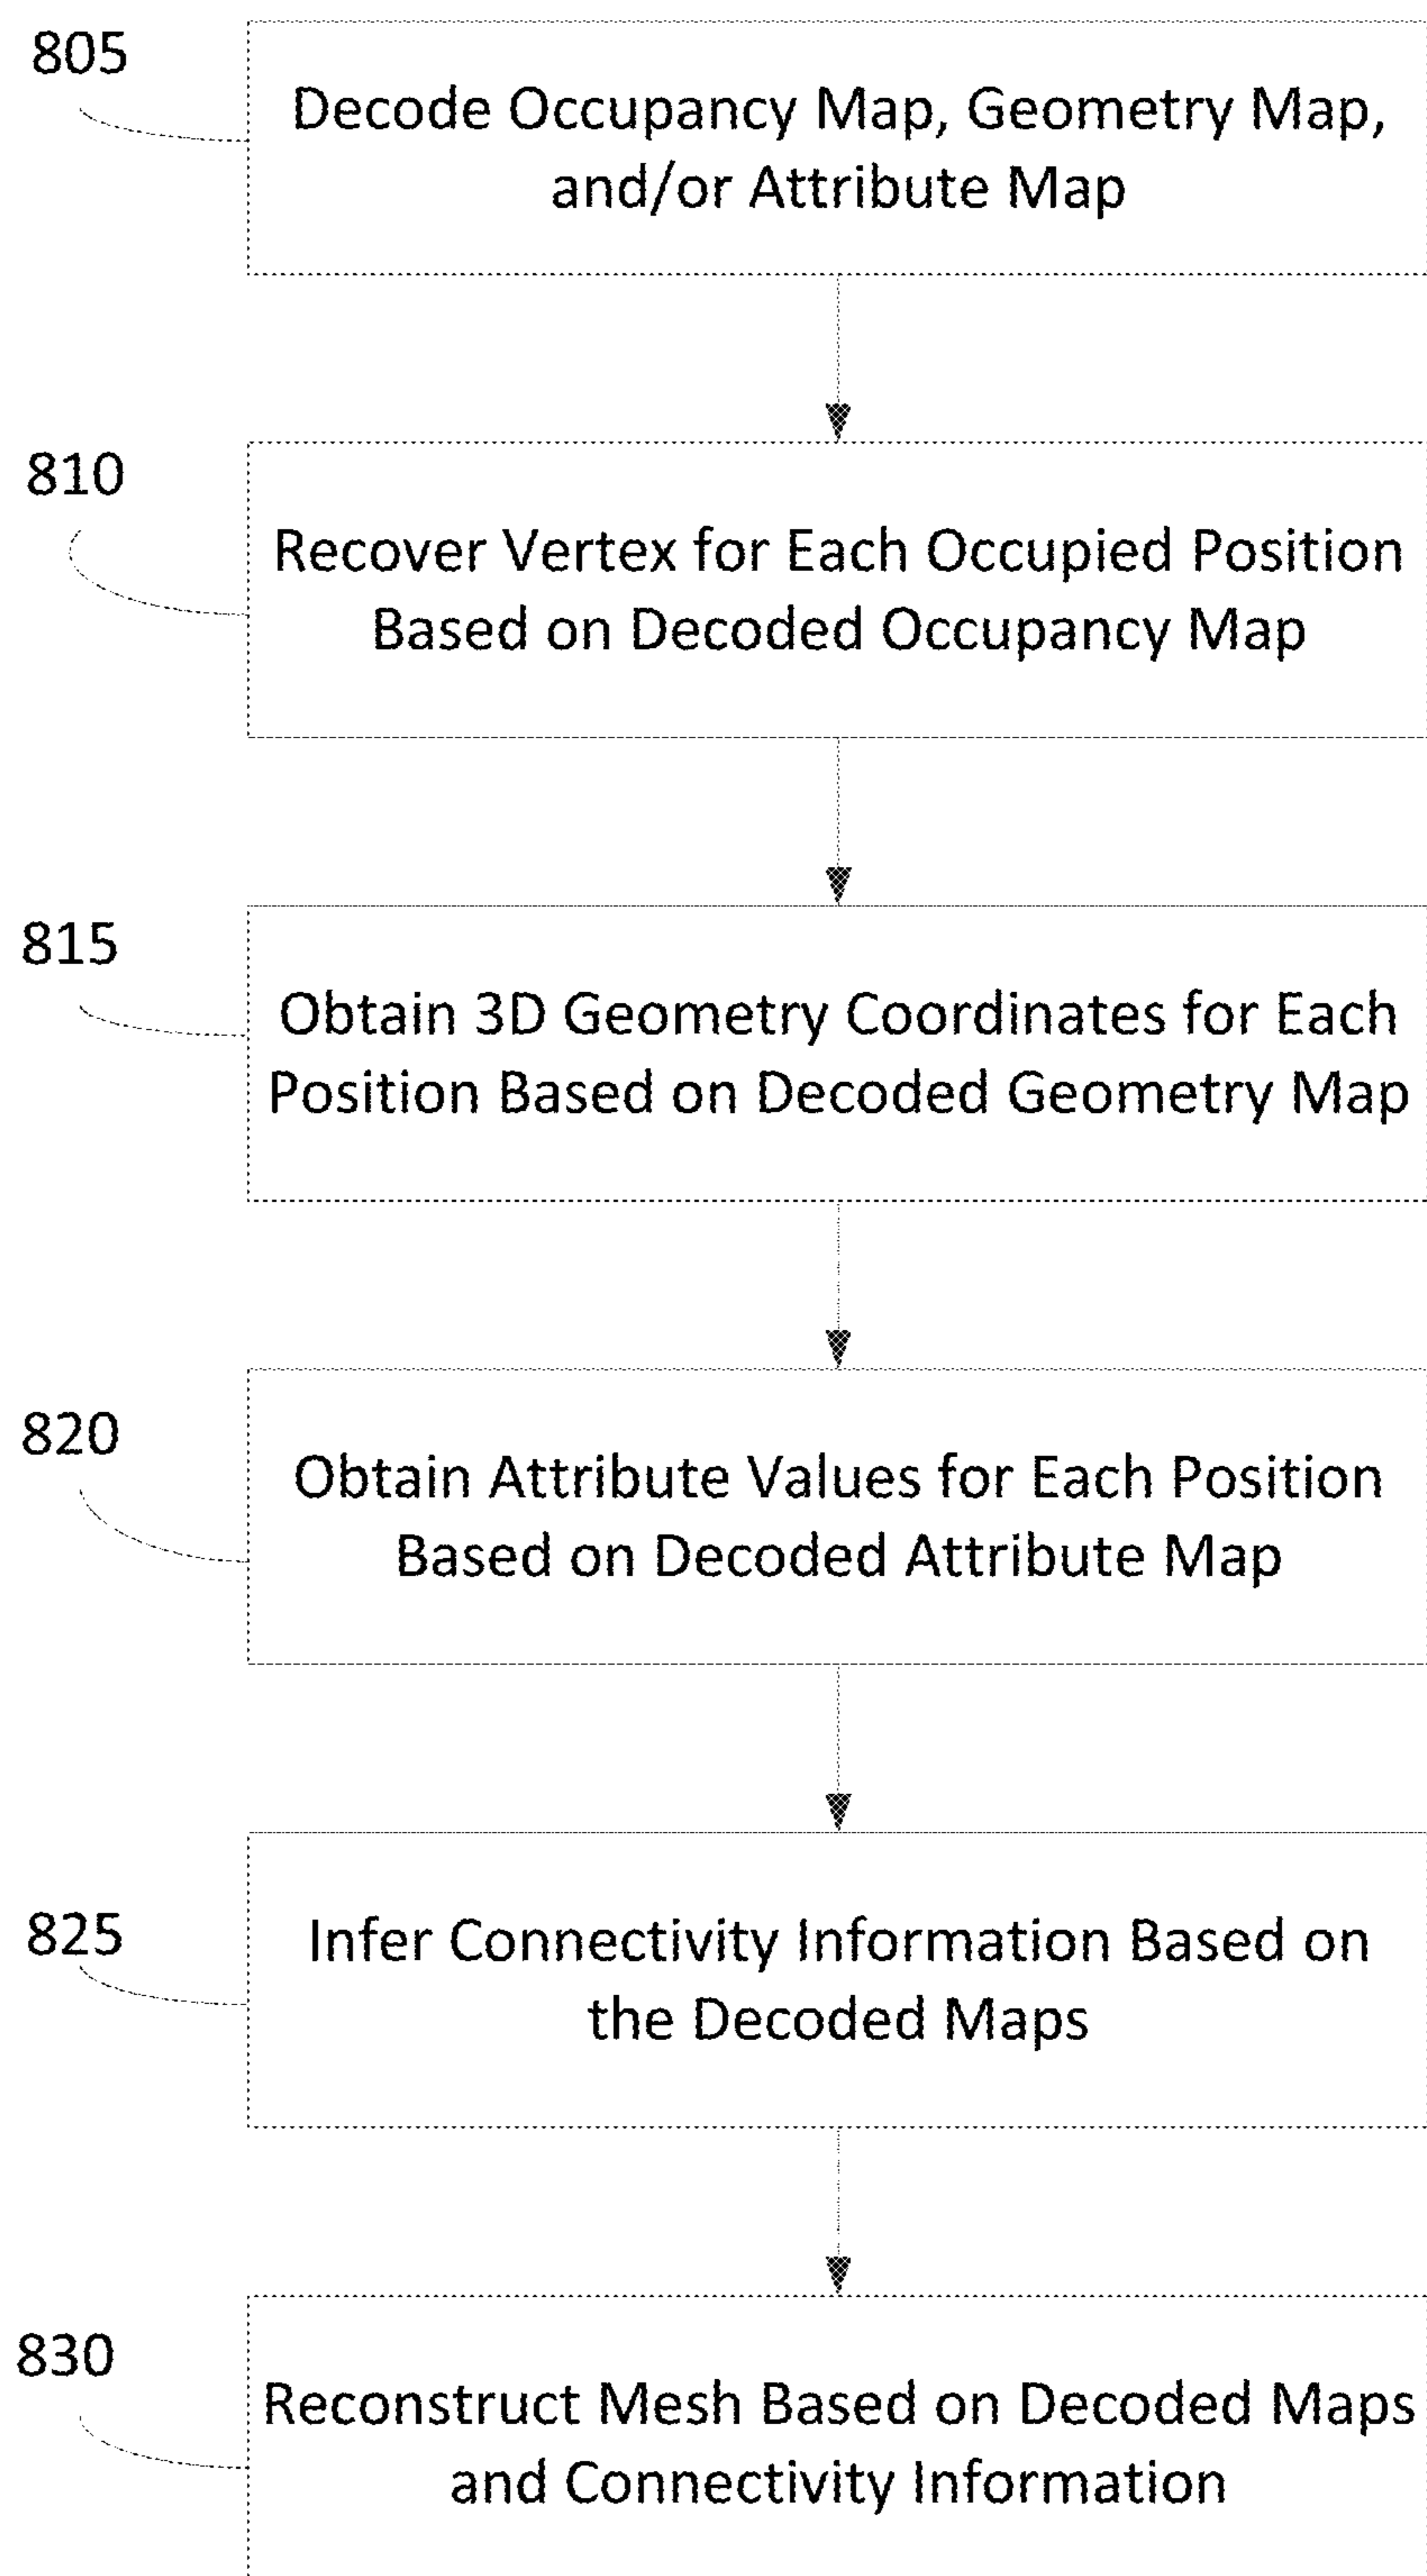 805
Decode Occupancy Map, Geometry Map,
and/or Attribute Map
810
Recover Vertex for Each Occupied Position
Based on Decoded Occupancy Map
815
Obtain 3D Geometry Coordinates for Each
Position Based on Decoded Geometry Map
820
Obtain Attribute Values for Each Position
Based on Decoded Attribute Map
825
Infer Connectivity Information Based on
the Decoded Maps
830
Reconstruct Mesh Based on Decoded Maps
and Connectivity Information